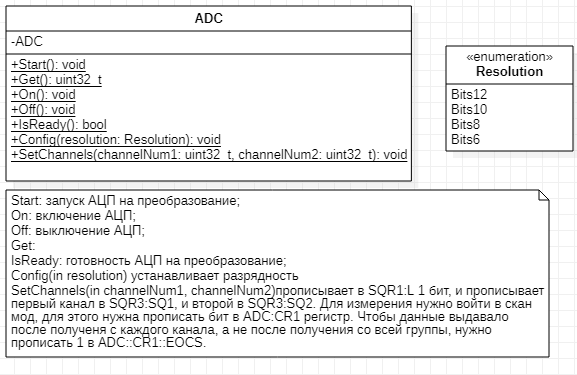 ADC
-ADC
+Start(): void
+Get(): uint32_t
+On(): void
+Off(): void
+IsReady(): bool
+Config(resolution: Resolution): void
+SetChannels(channelNum1: uint32_t, channelNum2: uint32_t): void
«enumeration»
Resolution
Bits12
Bits10
Bits8
Bits6
Start: запуск АЦП на преобразование;
On: включение АЦП;
Off: выключение АЦП;
Get:
IsReady: готовность АЦП на преобразование;
Config(in resolution) устанавливает разрядность
SetChannels(in channelNum1, channelNum2)прописывает в SQR1:L 1 бит, и прописывает
первый канал в SQR3:SQ1, и второй в SQR3:SQ2. Для измерения нужно войти в скан
мод, для этого нужна прописать бит в ADC:CR1 регистр. Чтобы данные выдавало
после полученя с каждого канала, а не после получения со всей группы, нужно
прописать 1 в ADC::CR1::EOCS.